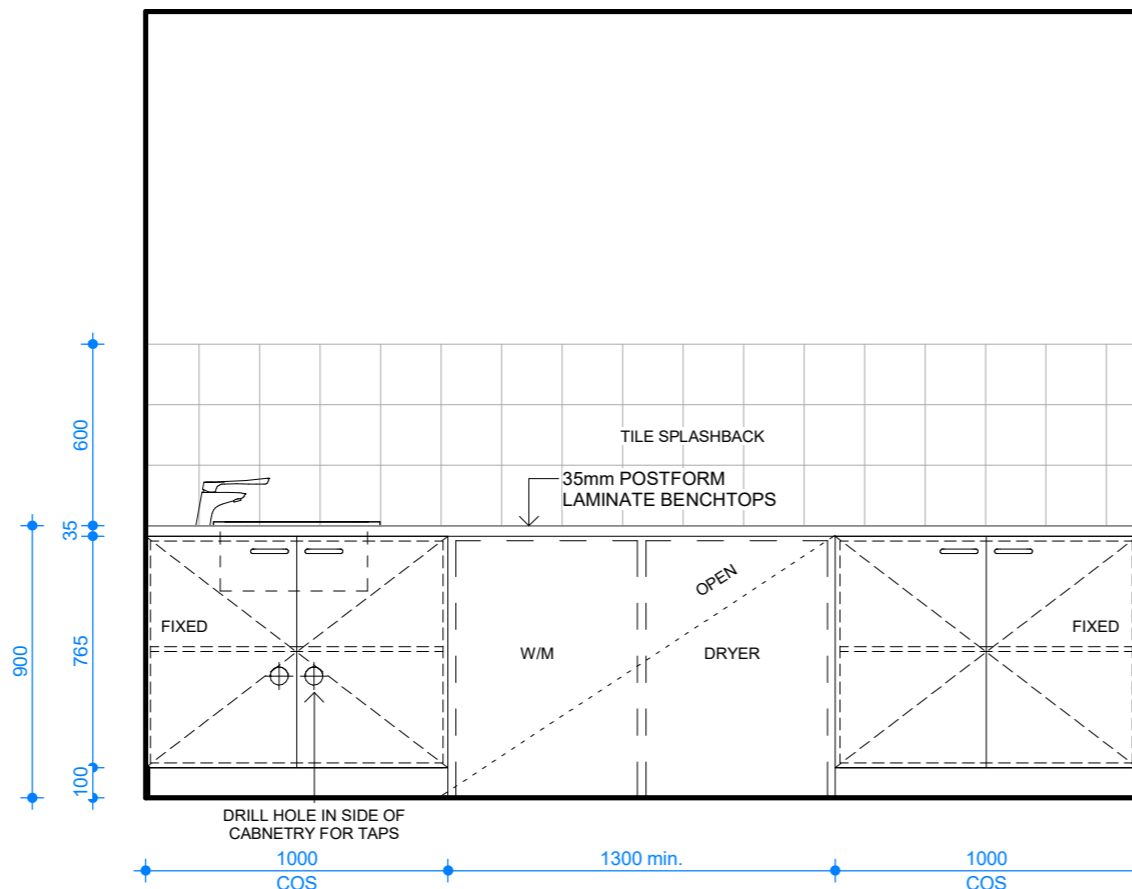 600
TILE SPLASHBACK
35mm POSTFORM
LAMINATE BENCHTOPS
35
OPEN
FIXED
FIXED
W/M
DRYER
765
900
100
DRILL HOLE IN SIDE OF
CABNETRY FOR TAPS
1000
COS
1300 min.
1000
COS